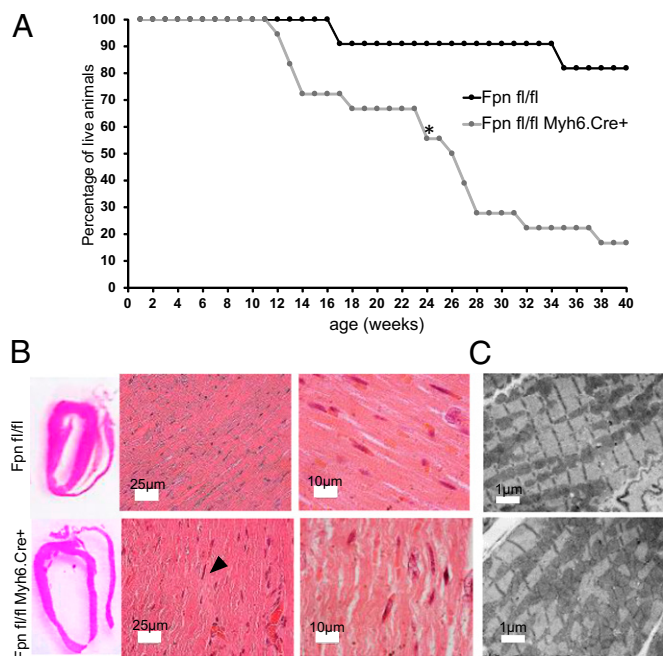 A
Percentage of live animals
100
90
80
70
60
50
40
30
20
10
0
Fpn fl/fl
Fpn fl/fl Myh6.Cre+
*
0 2 4 6 8 10 12 14 16 18 20 22 24 26 28 30 32 34 36 38 40
age (weeks)
B
C
Fpn fl/fl
25µm
10µm
1µm
Fpn fl/fl Myh6.Cre+
25µm
10µm
1µm